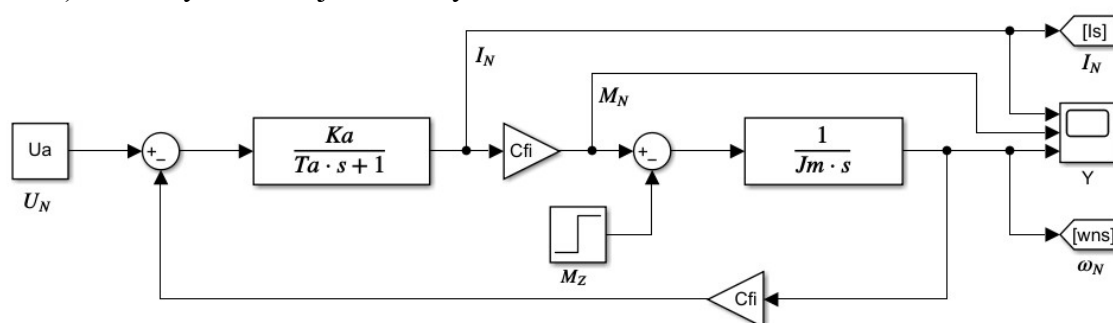 [Is]
I_N
I_N
M_N
Ua
+
-
Ka
Ta · s + 1
Cfi
+
-
1
Jm · s
U_N
Y
M_Z
[wns]
ω_N
Cfi